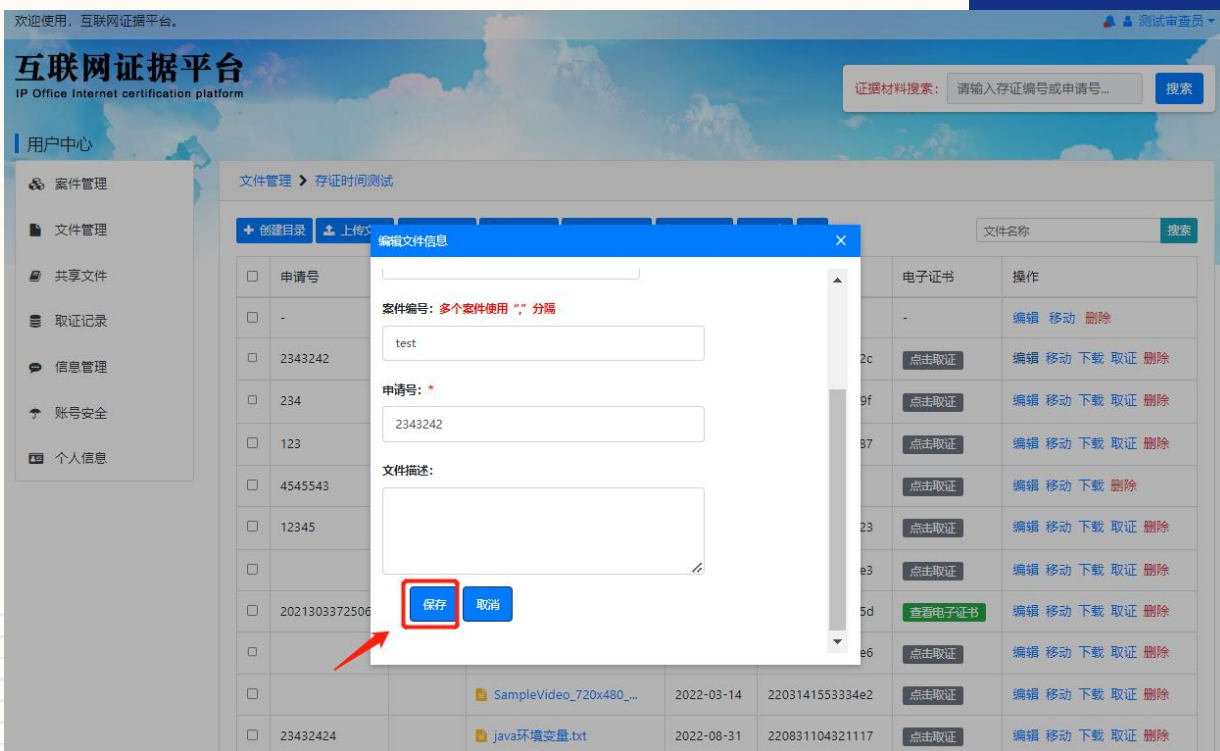 欢迎使用，互联网证据平台。
测试审查员
互联网证据平台
IP Office Internet certification platform
证据材料搜索： 请输入存证编号或申请号... 搜索
用户中心
案件管理
文件管理
共享文件
取证记录
信息管理
账号安全
个人信息
文件管理 存证时间测试
创建目录 上传文
文件名称 搜索
编辑文件信息
案件编号：多个案件使用 “,” 分隔
test
申请号：*
2343242
文件描述：
保存 取消
申请号 电子证书 操作
- - 编辑 移动 删除
2343242 2c 点击取证 编辑 移动 下载 取证 删除
234 9f 点击取证 编辑 移动 下载 取证 删除
123 87 点击取证 编辑 移动 下载 取证 删除
4545543 点击取证 编辑 移动 下载 删除
12345 23 点击取证 编辑 移动 下载 取证 删除
e3 点击取证 编辑 移动 下载 取证 删除
2021303372506 5d 查看电子证书 编辑 移动 下载 取证 删除
e6 点击取证 编辑 移动 下载 取证 删除
SampleVideo_720x480_... 2022-03-14 2203141553334e2 点击取证 编辑 移动 下载 取证 删除
23432424 java环境变量.txt 2022-08-31 220831104321117 点击取证 编辑 移动 下载 取证 删除